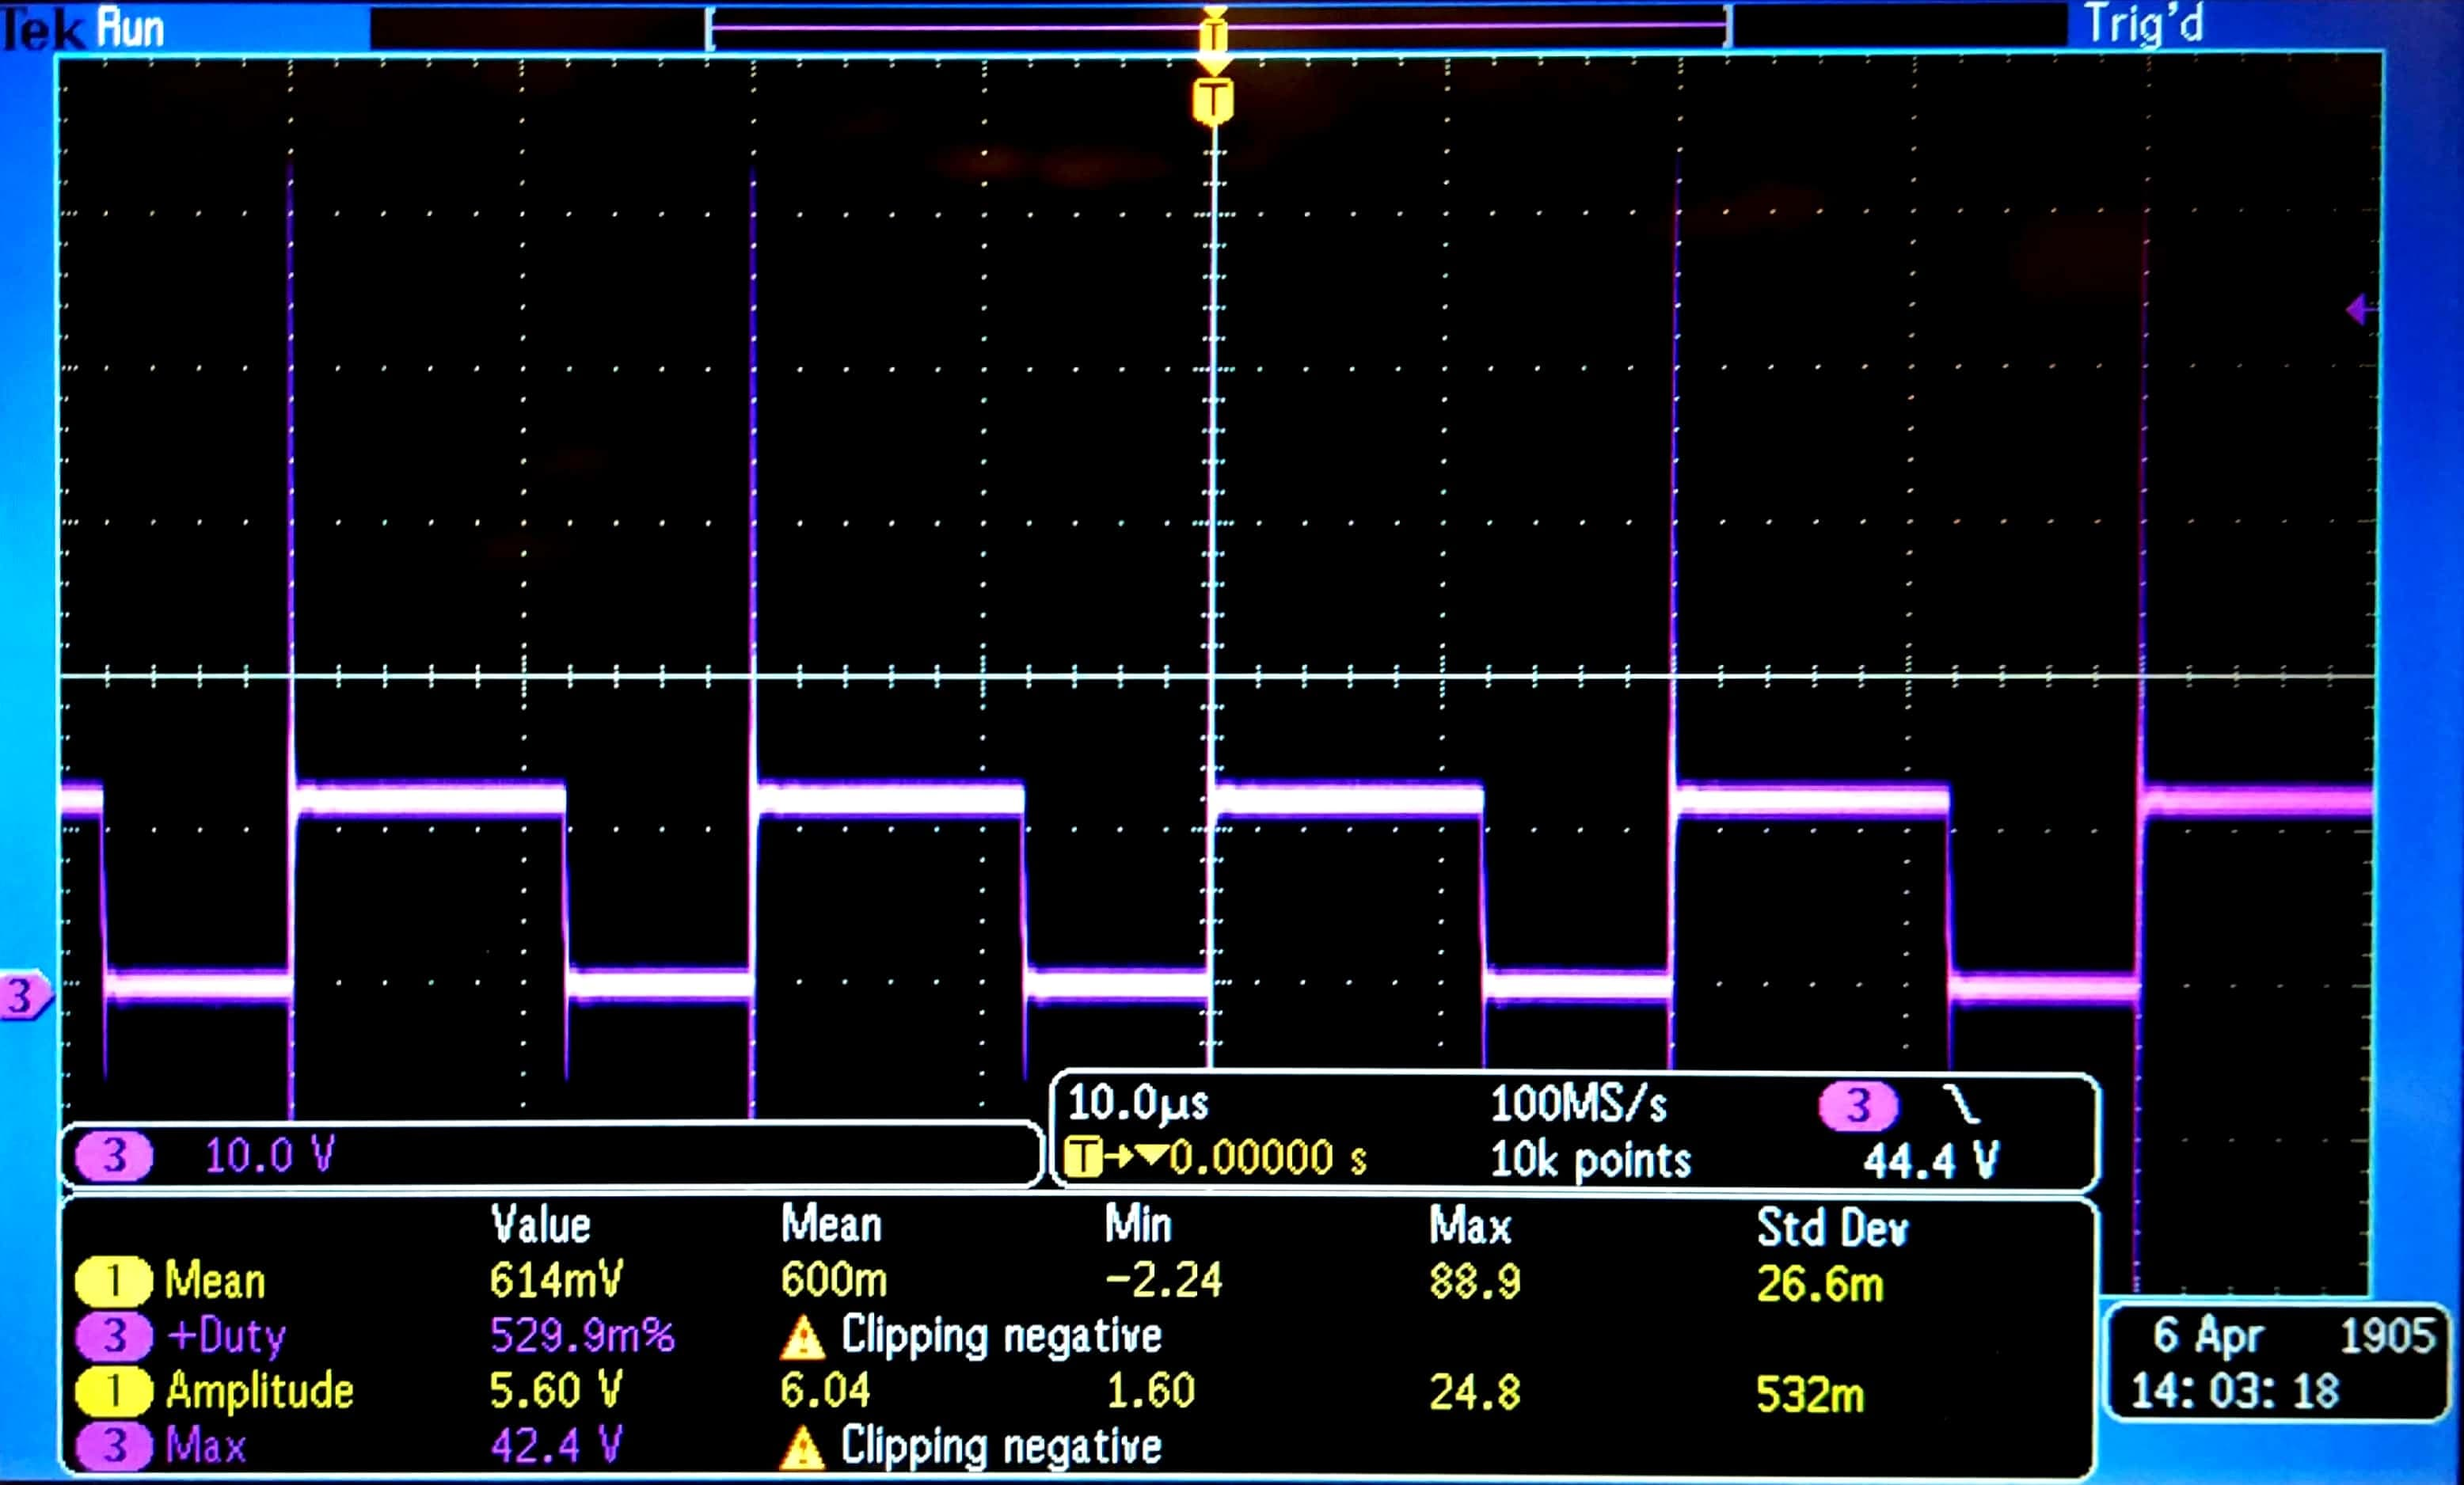 Tek Run Trig'd
T
T
3
10.0µs 100MS/s 3
3 10.0 V
T→▼0.00000 s 10k points 44.4 V
Value Mean Min Max Std Dev
1 Mean 614mV 600m −2.24 88.9 26.6m
3 +Duty 529.9m% Clipping negative
1 Amplitude 5.60 V 6.04 1.60 24.8 532m
3 Max 42.4 V Clipping negative
6 Apr 1905
14: 03: 18